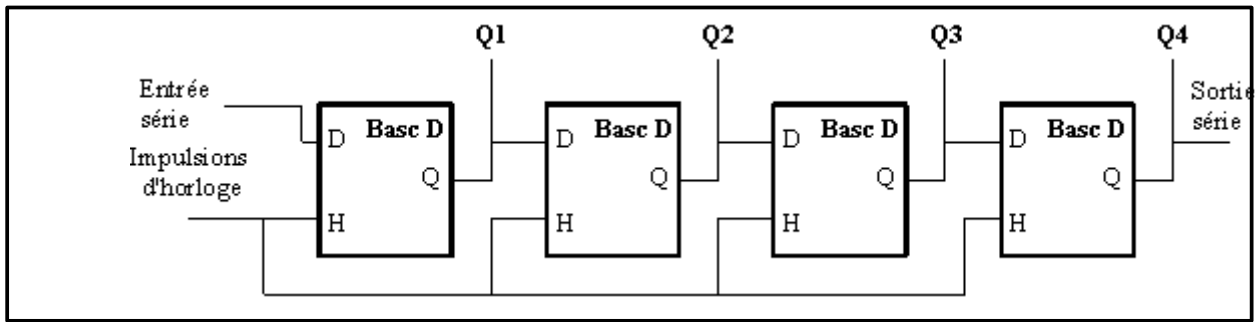 Q1 Q2 Q3 Q4
Entrée
série
Impulsions
d'horloge
Basc D
D
Q
H
Basc D
D
Q
H
Basc D
D
Q
H
Basc D
D
Q
H
Sortie
série